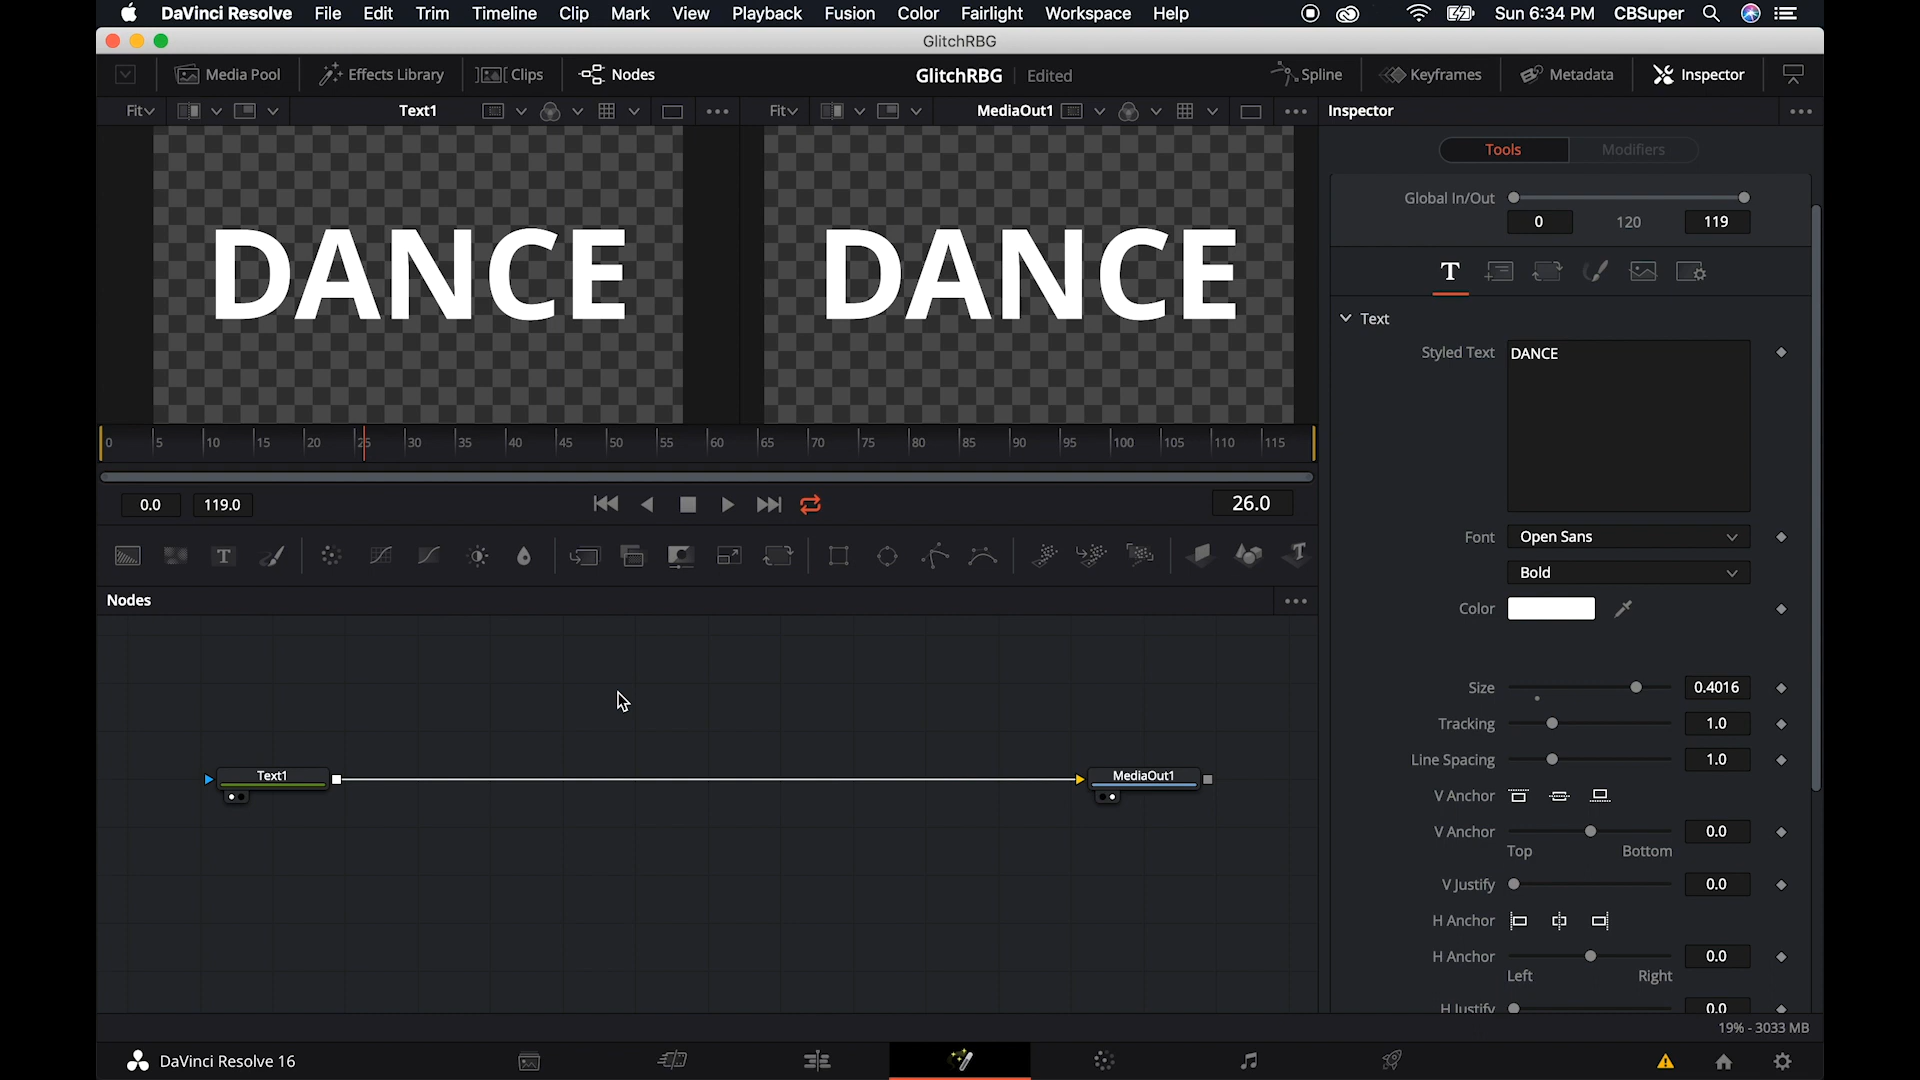 DaVinci Resolve File Edit Trim Timeline Clip Mark View Playback Fusion Color Fairlight Workspace Help Sun 6:34 PM CBSuper
GlitchRBG
Media Pool Effects Library Clips Nodes GlitchRBG Edited Spline Keyframes Metadata Inspector
Fit Text1 Fit MediaOut1 Inspector
Tools Modifiers
Global In/Out
0 120 119
DANCE DANCE
Text
Styled Text DANCE
0 5 10 15 20 25 30 35 40 45 50 55 60 65 70 75 80 85 90 95 100 105 110 115
0.0 119.0 26.0
Font Open Sans
Bold
Color
Nodes
Size 0.4016
Tracking 1.0
Line Spacing 1.0
Text1 MediaOut1
V Anchor
V Anchor 0.0
Top Bottom
V Justify 0.0
H Anchor
H Anchor 0.0
Left Right
H Justify 0.0
19% - 3033 MB
DaVinci Resolve 16